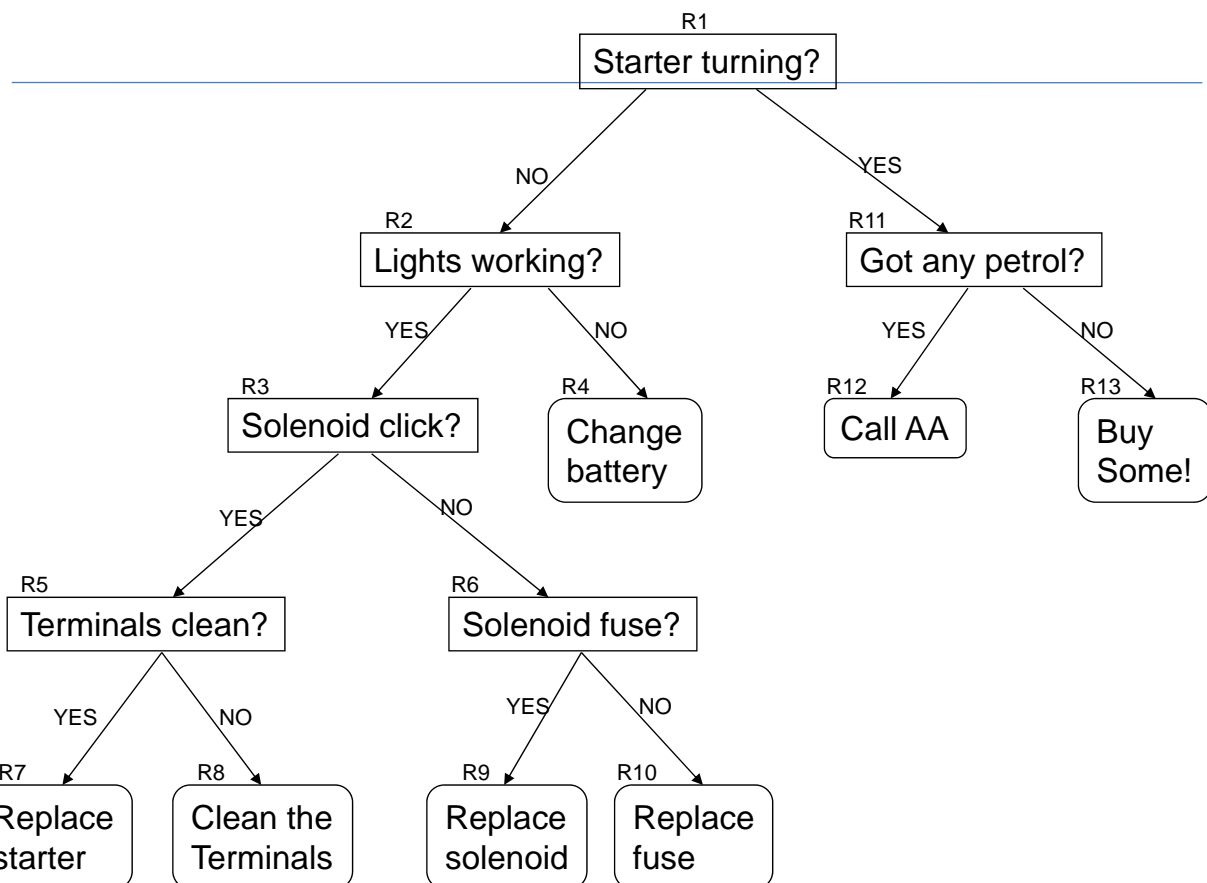 R1
Starter turning?
NO
YES
R2
R11
Lights working?
Got any petrol?
YES
NO
YES
NO
R3
R4
R12
R13
Solenoid click?
Change
battery
Call AA
Buy
Some!
YES
NO
R5
R6
Terminals clean?
Solenoid fuse?
YES
NO
YES
NO
R7
R8
R9
R10
Replace
starter
Clean the
Terminals
Replace
solenoid
Replace
fuse